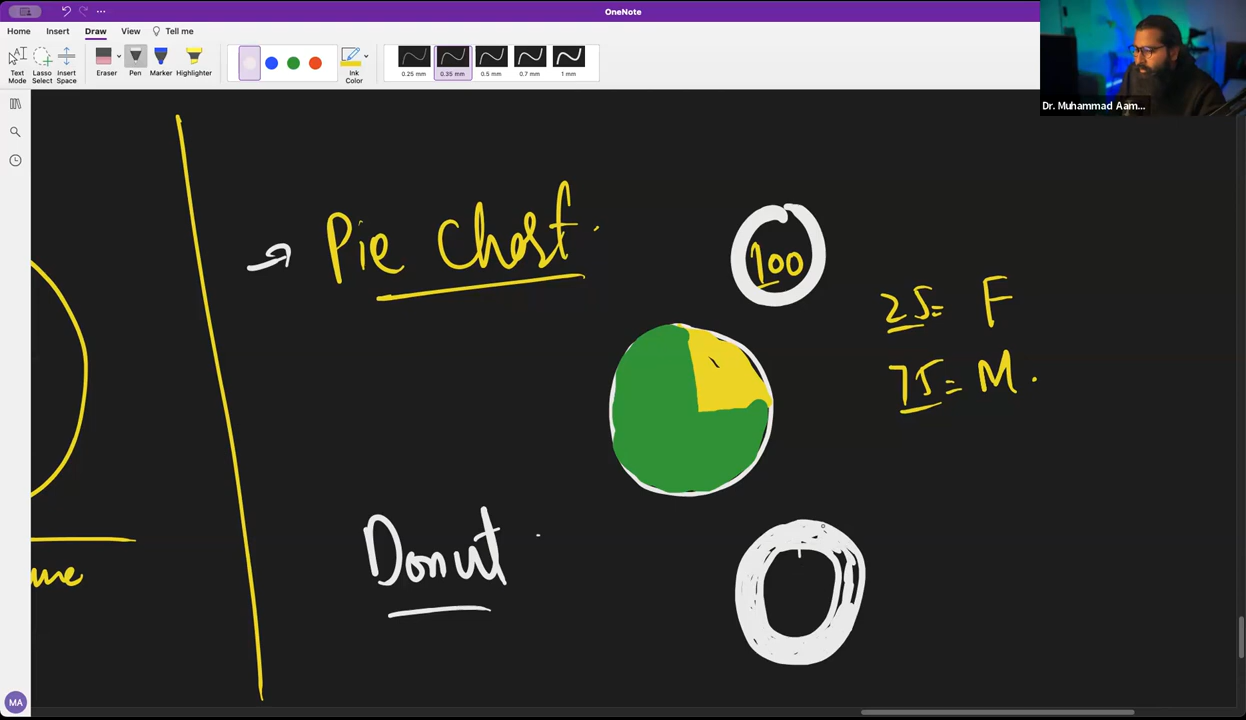 OneNote
Home Insert Draw View Tell me
Text Mode
Lasso Select
Insert Space
Eraser
Pen
Marker
Highlighter
Ink Color
0.25 mm
0.35 mm
0.5 mm
0.7 mm
1 mm
Dr. Muhammad Aam...
Pie Chart.
100
25= F
75= M.
Donut
MA